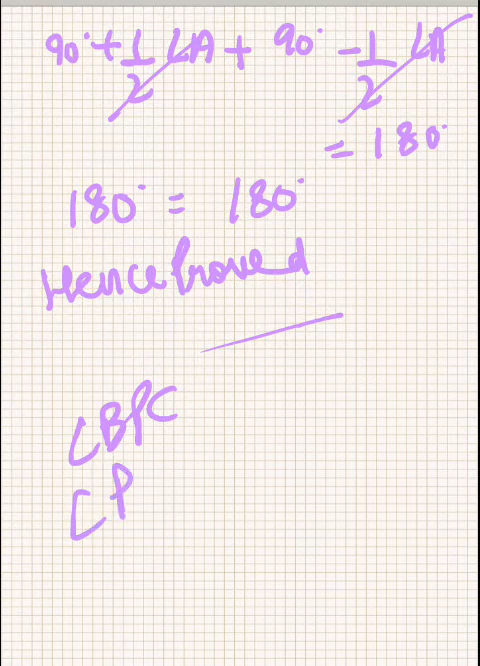 90° + 1/2 ∠A + 90° - 1/2 ∠A
= 180°
180° = 180°
Hence Proved
∠BPC
∠P